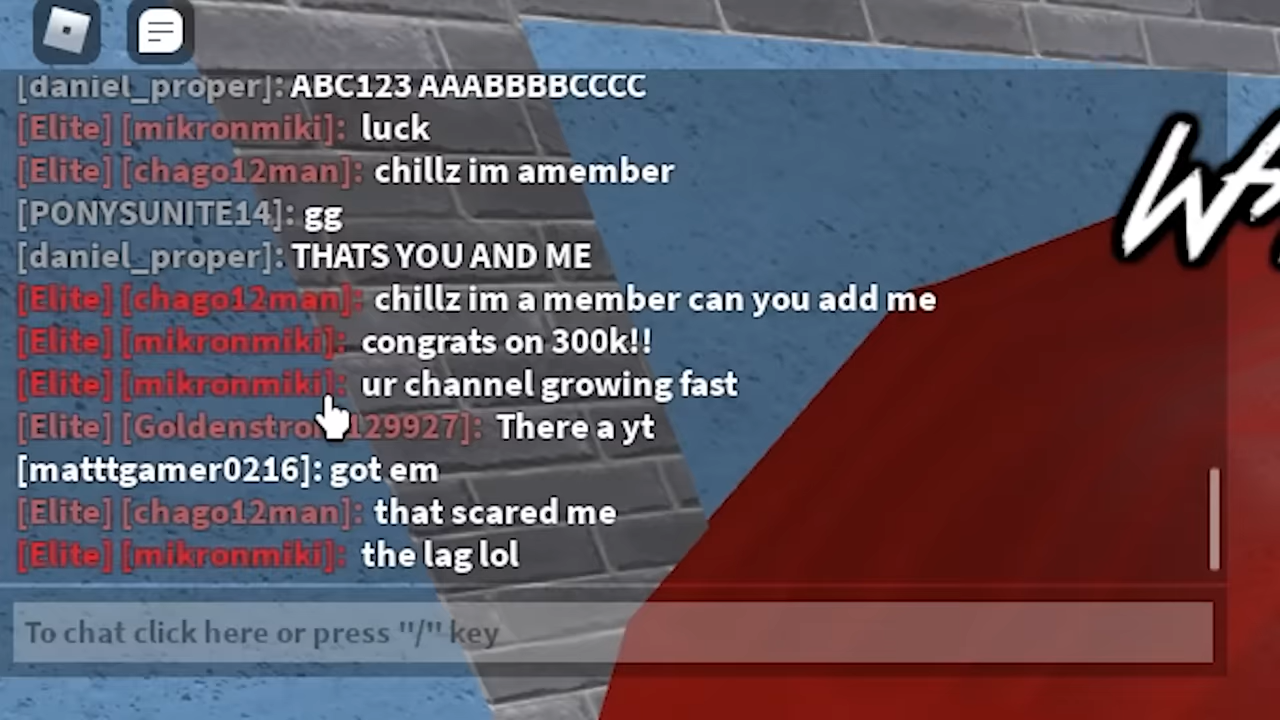 [daniel_proper]: ABC123 AAABBBBCCCC
[Elite] [mikronmiki]: luck
[Elite] [chago12man]: chillz im amember
[PONYSUNITE14]: gg
[daniel_proper]: THATS YOU AND ME
[Elite] [chago12man]: chillz im a member can you add me
[Elite] [mikronmiki]: congrats on 300k!!
[Elite] [mikronmiki]: ur channel growing fast
[Elite] There a yt
[matttgamer0216]: got em
[Elite] [chago12man]: that scared me
[Elite] [mikronmiki]: the lag lol
To chat click here or press "/" key